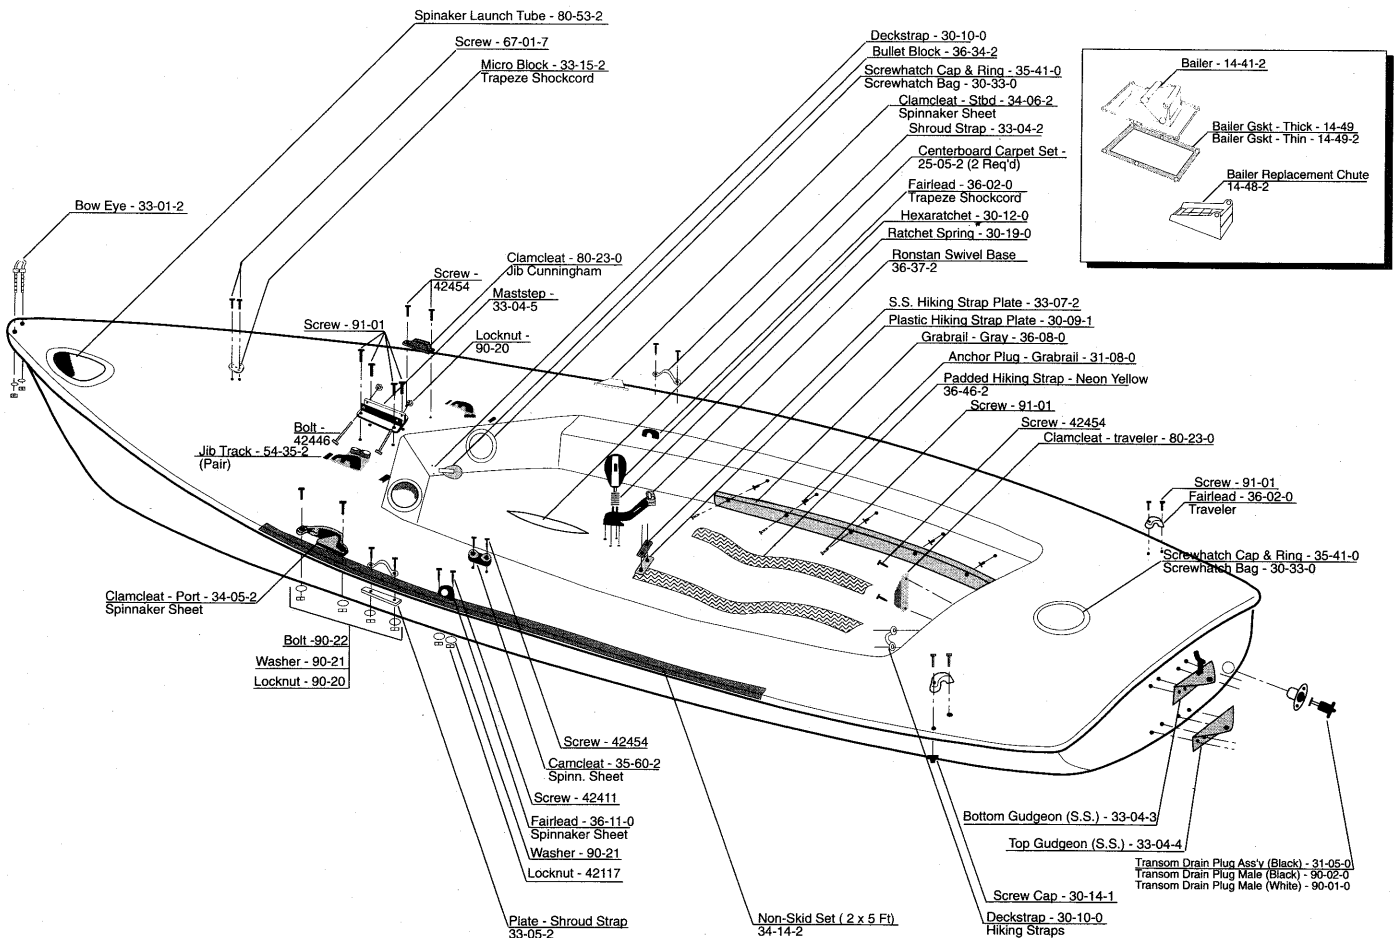 Spinaker Launch Tube - 80-53-2
Screw - 67-01-7
Micro Block - 33-15-2
Trapeze Shockcord
Bow Eye - 33-01-2
Clamcleat - 80-23-0
Jib Cunningham
Screw -
42454
Maststep -
33-04-5
Screw - 91-01
Locknut -
90-20
Bolt -
42446
Jib Track - 54-35-2
(Pair)
Clamcleat - Port - 34-05-2
Spinnaker Sheet
Bolt -90-22
Washer - 90-21
Locknut - 90-20
Deckstrap - 30-10-0
Bullet Block - 36-34-2
Screwhatch Cap & Ring - 35-41-0
Screwhatch Bag - 30-33-0
Clamcleat - Stbd - 34-06-2
Spinnaker Sheet
Shroud Strap - 33-04-2
Centerboard Carpet Set -
25-05-2 (2 Req'd)
Fairlead - 36-02-0
Trapeze Shockcord
Hexaratchet - 30-12-0
Ratchet Spring - 30-19-0
Ronstan Swivel Base
36-37-2
S.S. Hiking Strap Plate - 33-07-2
Plastic Hiking Strap Plate - 30-09-1
Grabrail - Gray - 36-08-0
Anchor Plug - Grabrail - 31-08-0
Padded Hiking Strap - Neon Yellow
36-46-2
Screw - 91-01
Screw - 42454
Clamcleat - traveler - 80-23-0
Bailer - 14-41-2
Bailer Gskt - Thick - 14-49
Bailer Gskt - Thin - 14-49-2
Bailer Replacement Chute
14-48-2
Screw - 91-01
Fairlead - 36-02-0
Traveler
Screwhatch Cap & Ring - 35-41-0
Screwhatch Bag - 30-33-0
Screw - 42454
Camcleat - 35-60-2
Spinn. Sheet
Screw - 42411
Fairlead - 36-11-0
Spinnaker Sheet
Washer - 90-21
Locknut - 42117
Plate - Shroud Strap
33-05-2
Non-Skid Set ( 2 x 5 Ft)
34-14-2
Bottom Gudgeon (S.S.) - 33-04-3
Top Gudgeon (S.S.) - 33-04-4
Transom Drain Plug Ass'y (Black) - 31-05-0
Transom Drain Plug Male (Black) - 90-02-0
Transom Drain Plug Male (White) - 90-01-0
Screw Cap - 30-14-1
Deckstrap - 30-10-0
Hiking Straps